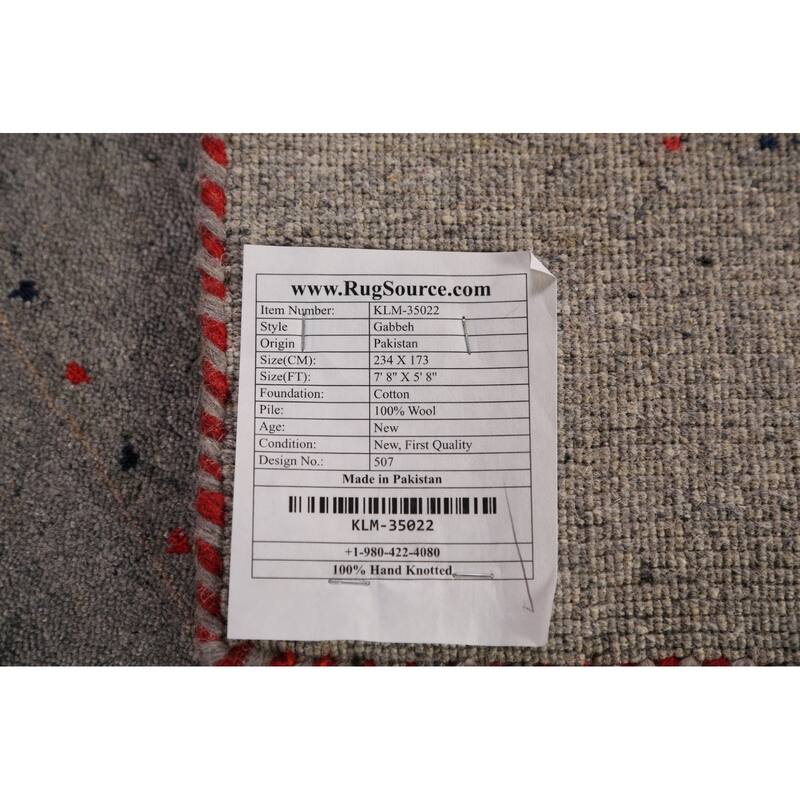 www.RugSource.com
Item Number: KLM-35022
Style Gabbeh
Origin Pakistan
Size(CM): 234 X 173
Size(FT): 7' 8" X 5' 8"
Foundation: Cotton
Pile: 100% Wool
Age: New
Condition: New, First Quality
Design No.: 507
Made in Pakistan
KLM-35022
+1-980-422-4080
100% Hand Knotted